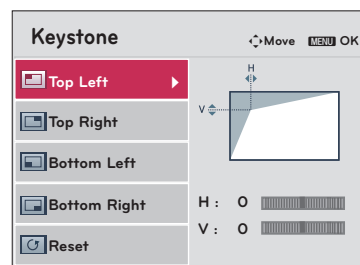 Keystone
Move MENU OK
Top Left
Top Right
Bottom Left
Bottom Right
Reset
H
V
H : 0
V : 0